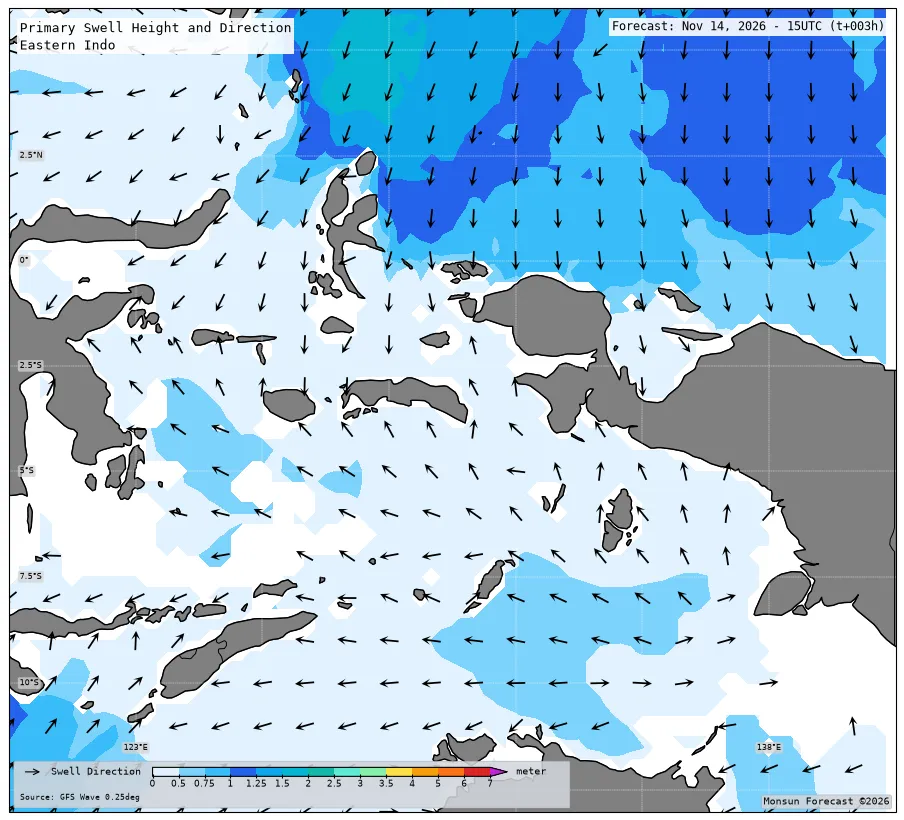 Primary Swell Height and Direction
Eastern Indo
Forecast: Nov 14, 2026 - 15UTC (t+003h)
2.5°N
0°
2.5°S
5°S
7.5°S
10°S
123°E
138°E
Swell Direction
0 0.5 0.75 1 1.25 1.5 2 2.5 3 3.5 4 5 6 7
meter
Source: GFS Wave 0.25deg
Monsun Forecast ©2026